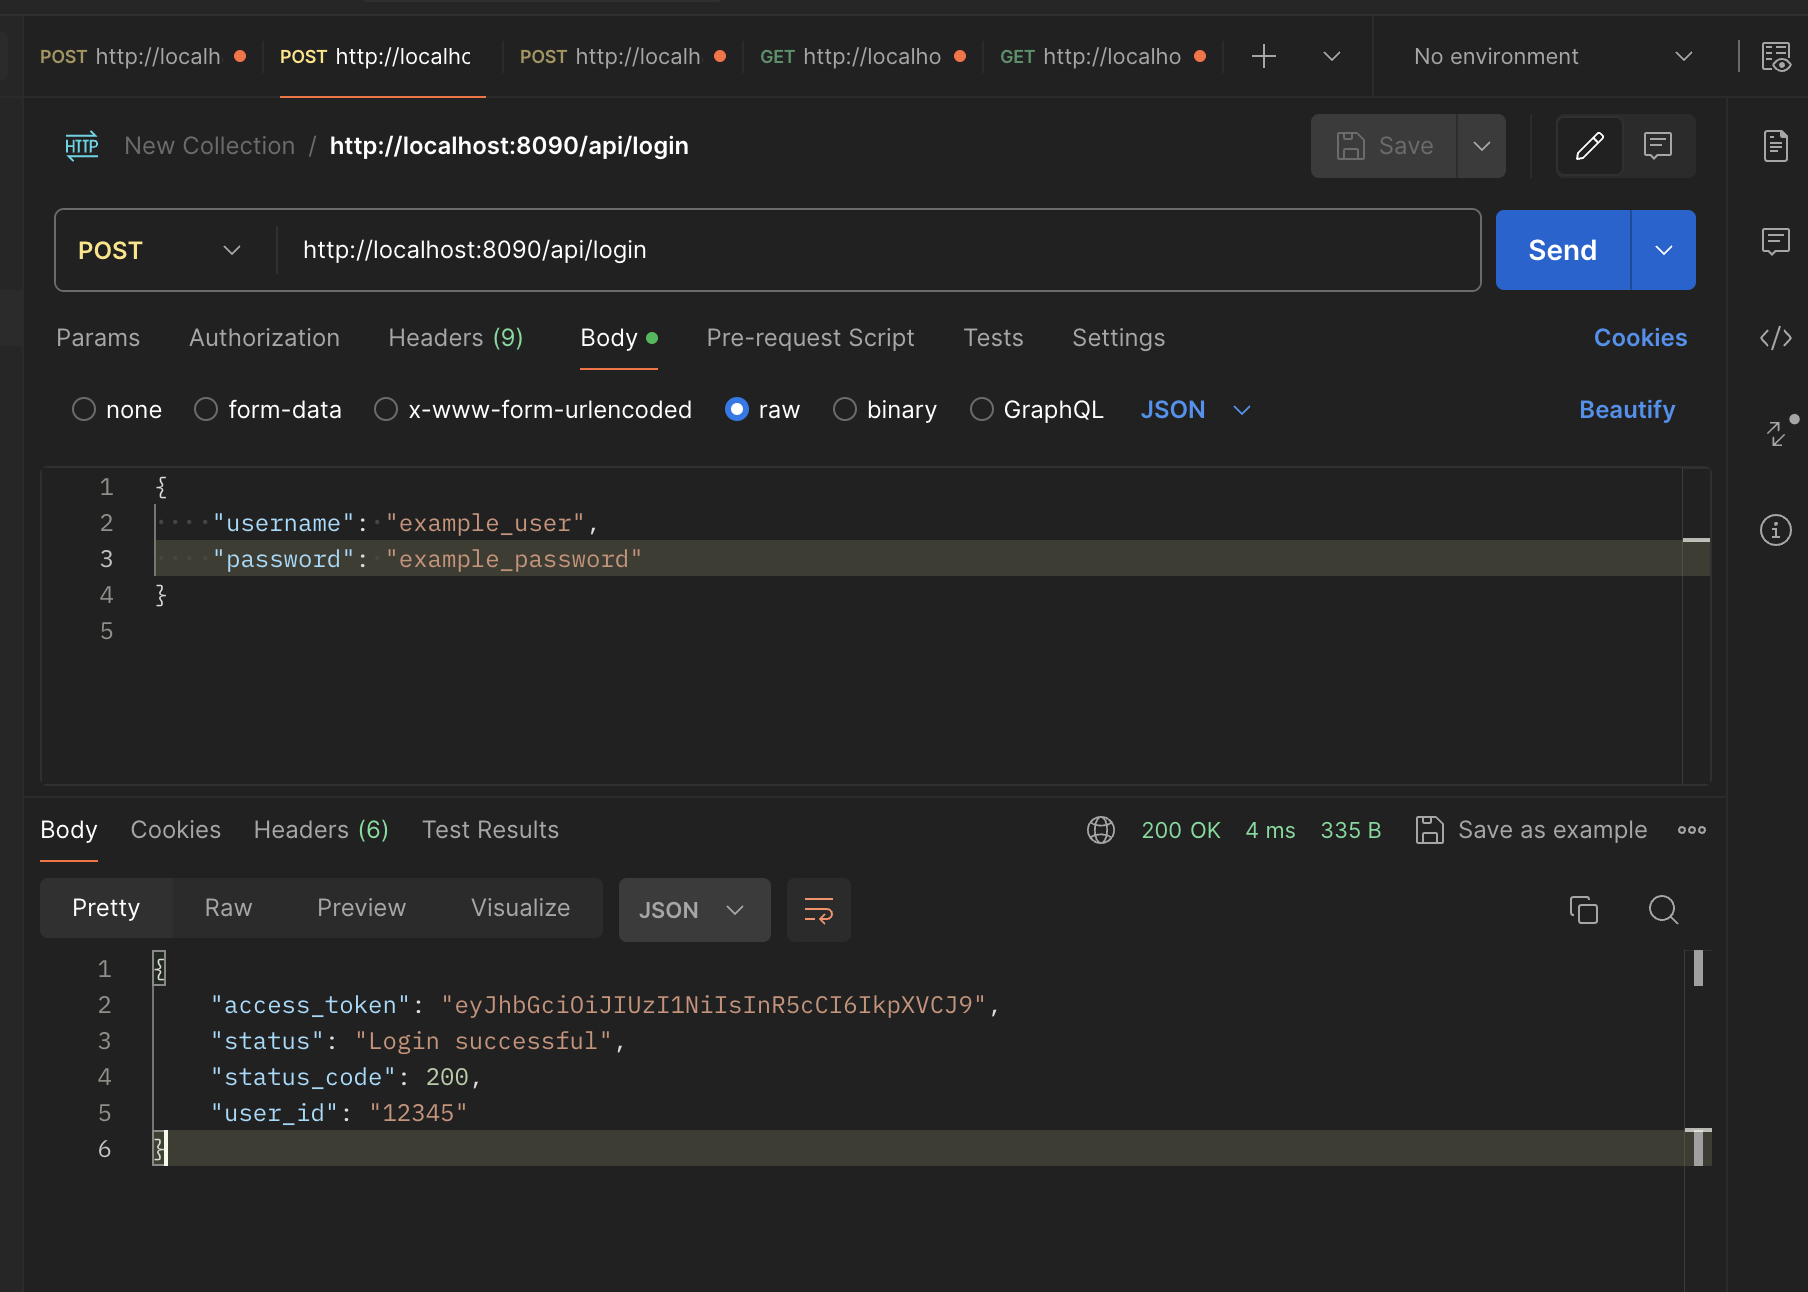 POST http://localh POST http://localhc POST http://localh GET http://localho GET http://localho No environment
HTTP New Collection / http://localhost:8090/api/login Save
POST http://localhost:8090/api/login Send
Params Authorization Headers (9) Body Pre-request Script Tests Settings Cookies
none form-data x-www-form-urlencoded raw binary GraphQL JSON Beautify
1 {
2 "username": "example_user",
3 "password": "example_password"
4 }
5
Body Cookies Headers (6) Test Results 200 OK 4 ms 335 B Save as example
Pretty Raw Preview Visualize JSON
1 {
2 "access_token": "eyJhbGciOiJIUzI1NiIsInR5cCI6IkpXVCJ9",
3 "status": "Login successful",
4 "status_code": 200,
5 "user_id": "12345"
6 }